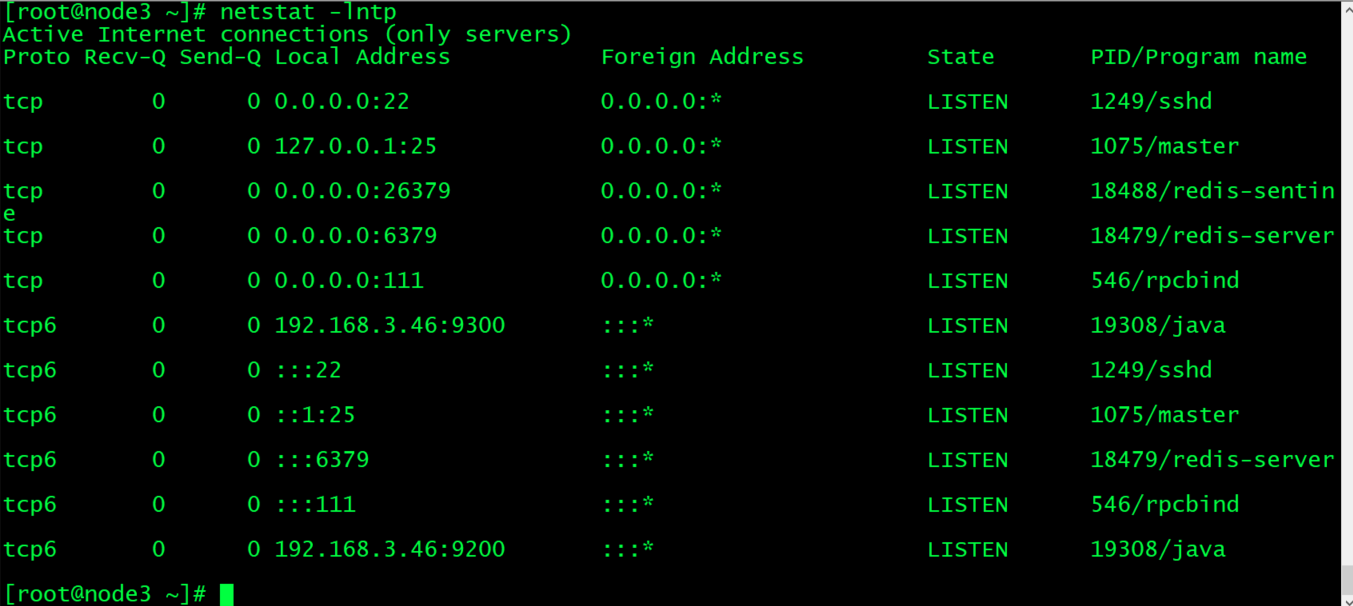 [root@node3 ~]# netstat -lntp
Active Internet connections (only servers)
Proto Recv-Q Send-Q Local Address           Foreign Address         State       PID/Program name
tcp        0      0 0.0.0.0:22              0.0.0.0:*               LISTEN      1249/sshd
tcp        0      0 127.0.0.1:25            0.0.0.0:*               LISTEN      1075/master
tcp        0      0 0.0.0.0:26379           0.0.0.0:*               LISTEN      18488/redis-sentin
e
tcp        0      0 0.0.0.0:6379            0.0.0.0:*               LISTEN      18479/redis-server
tcp        0      0 0.0.0.0:111             0.0.0.0:*               LISTEN      546/rpcbind
tcp6       0      0 192.168.3.46:9300       :::*                    LISTEN      19308/java
tcp6       0      0 :::22                   :::*                    LISTEN      1249/sshd
tcp6       0      0 ::1:25                  :::*                    LISTEN      1075/master
tcp6       0      0 :::6379                 :::*                    LISTEN      18479/redis-server
tcp6       0      0 :::111                  :::*                    LISTEN      546/rpcbind
tcp6       0      0 192.168.3.46:9200       :::*                    LISTEN      19308/java
[root@node3 ~]#